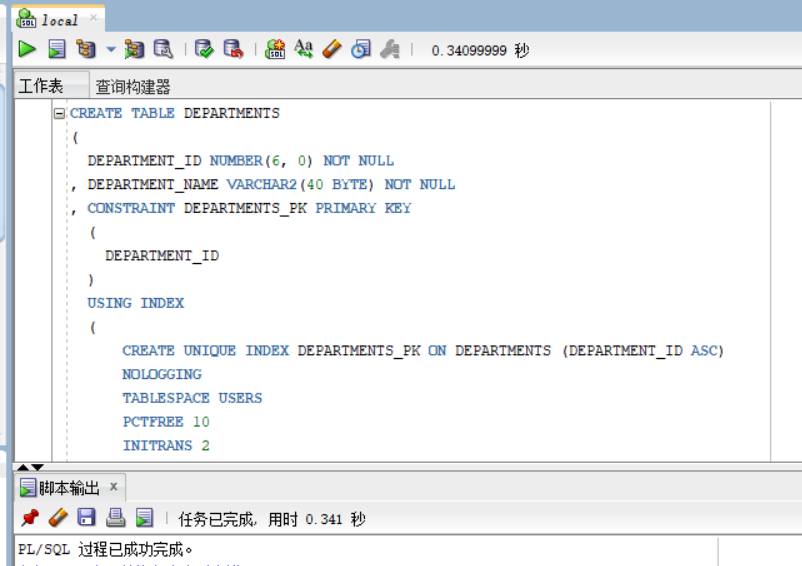 local
0.34099999 秒
工作表 查询构建器
CREATE TABLE DEPARTMENTS
(
DEPARTMENT_ID NUMBER(6, 0) NOT NULL
, DEPARTMENT_NAME VARCHAR2(40 BYTE) NOT NULL
, CONSTRAINT DEPARTMENTS_PK PRIMARY KEY
(
DEPARTMENT_ID
)
USING INDEX
(
CREATE UNIQUE INDEX DEPARTMENTS_PK ON DEPARTMENTS (DEPARTMENT_ID ASC)
NOLOGGING
TABLESPACE USERS
PCTFREE 10
INITRANS 2
脚本输出
任务已完成, 用时 0.341 秒
PL/SQL 过程已成功完成。